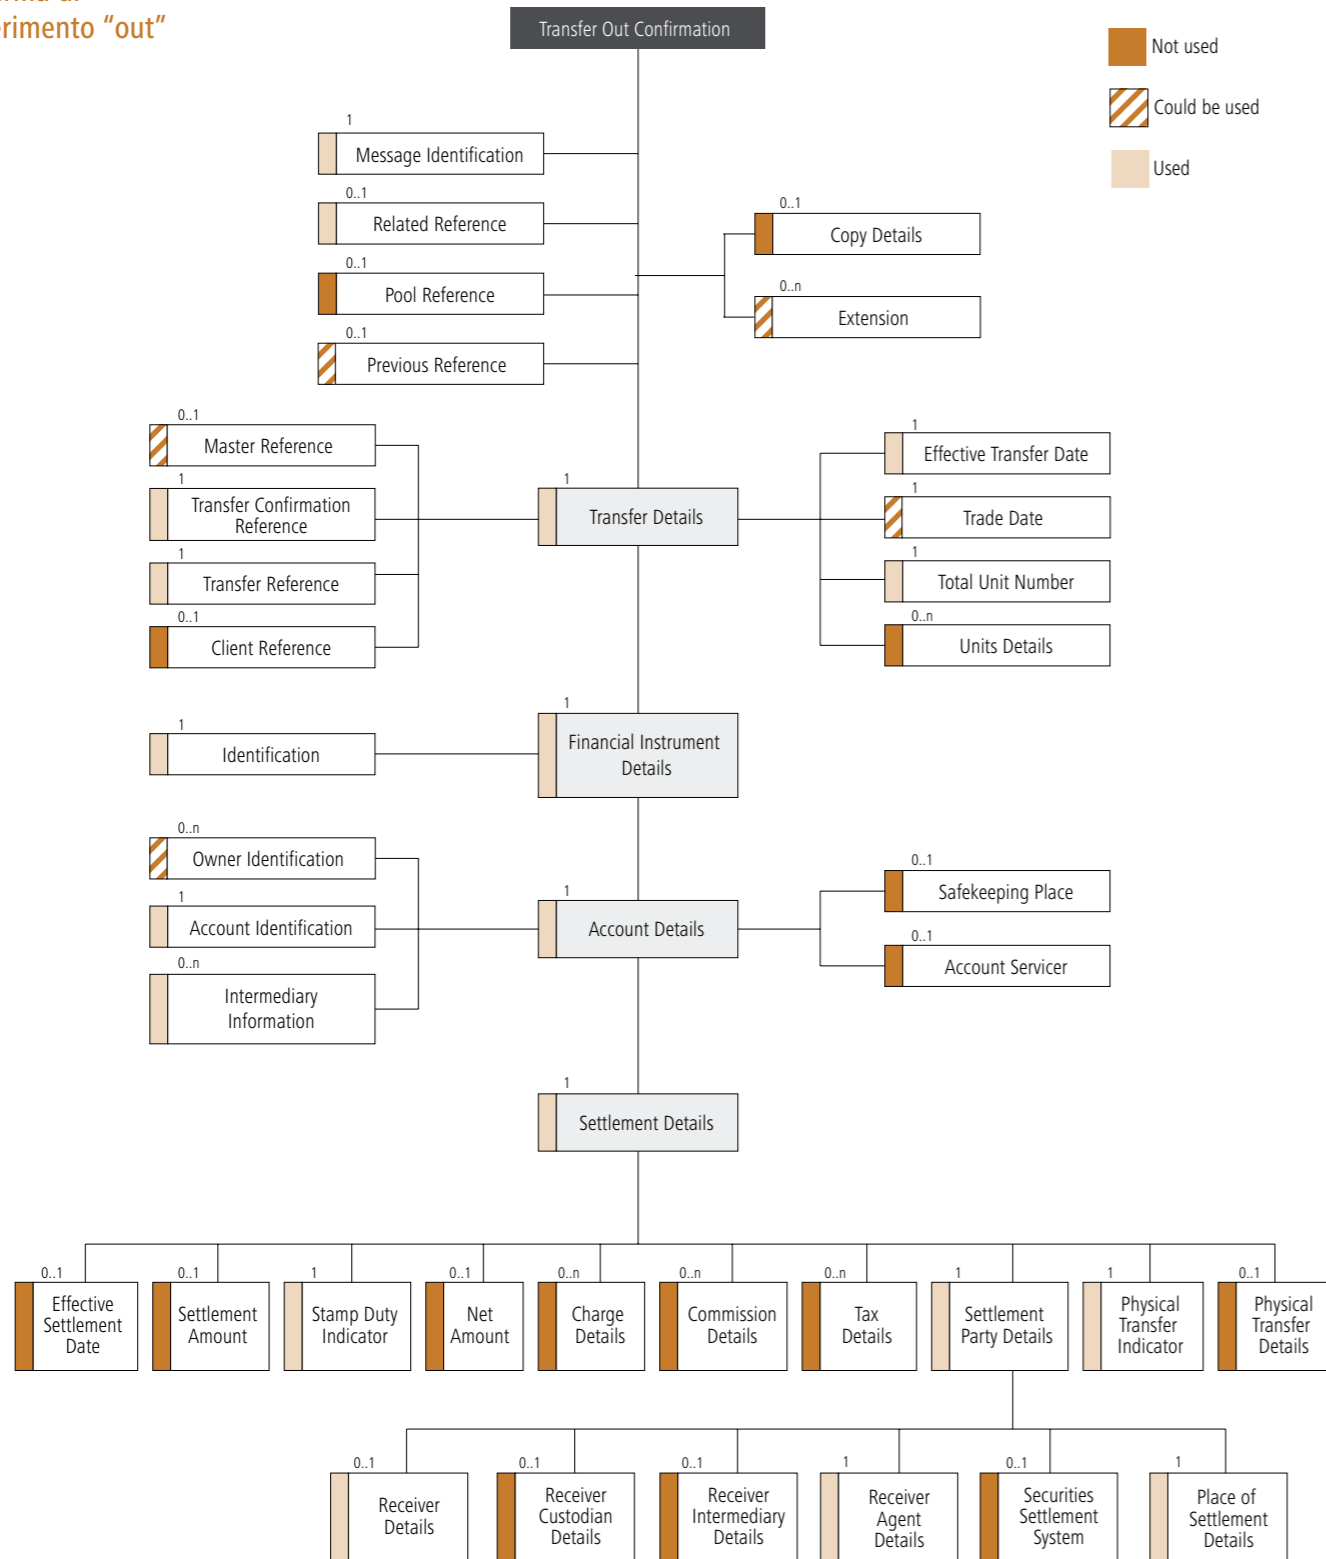 erimento “out”
Transfer Out Confirmation
Not used
Could be used
Used
1
Message Identification
0..1
Related Reference
0..1
Pool Reference
0..1
Previous Reference
0..1
Copy Details
0..n
Extension
0..1
Master Reference
1
Transfer Confirmation
Reference
1
Transfer Reference
0..1
Client Reference
1
Transfer Details
1
Effective Transfer Date
1
Trade Date
1
Total Unit Number
0..n
Units Details
1
Identification
1
Financial Instrument
Details
0..n
Owner Identification
1
Account Identification
0..n
Intermediary
Information
1
Account Details
0..1
Safekeeping Place
0..1
Account Servicer
1
Settlement Details
0..1
Effective
Settlement
Date
0..1
Settlement
Amount
1
Stamp Duty
Indicator
0..1
Net
Amount
0..n
Charge
Details
0..n
Commission
Details
0..n
Tax
Details
1
Settlement
Party Details
1
Physical
Transfer
Indicator
0..1
Physical
Transfer
Details
0..1
Receiver
Details
0..1
Receiver
Custodian
Details
0..1
Receiver
Intermediary
Details
1
Receiver
Agent
Details
0..1
Securities
Settlement
System
1
Place of
Settlement
Details